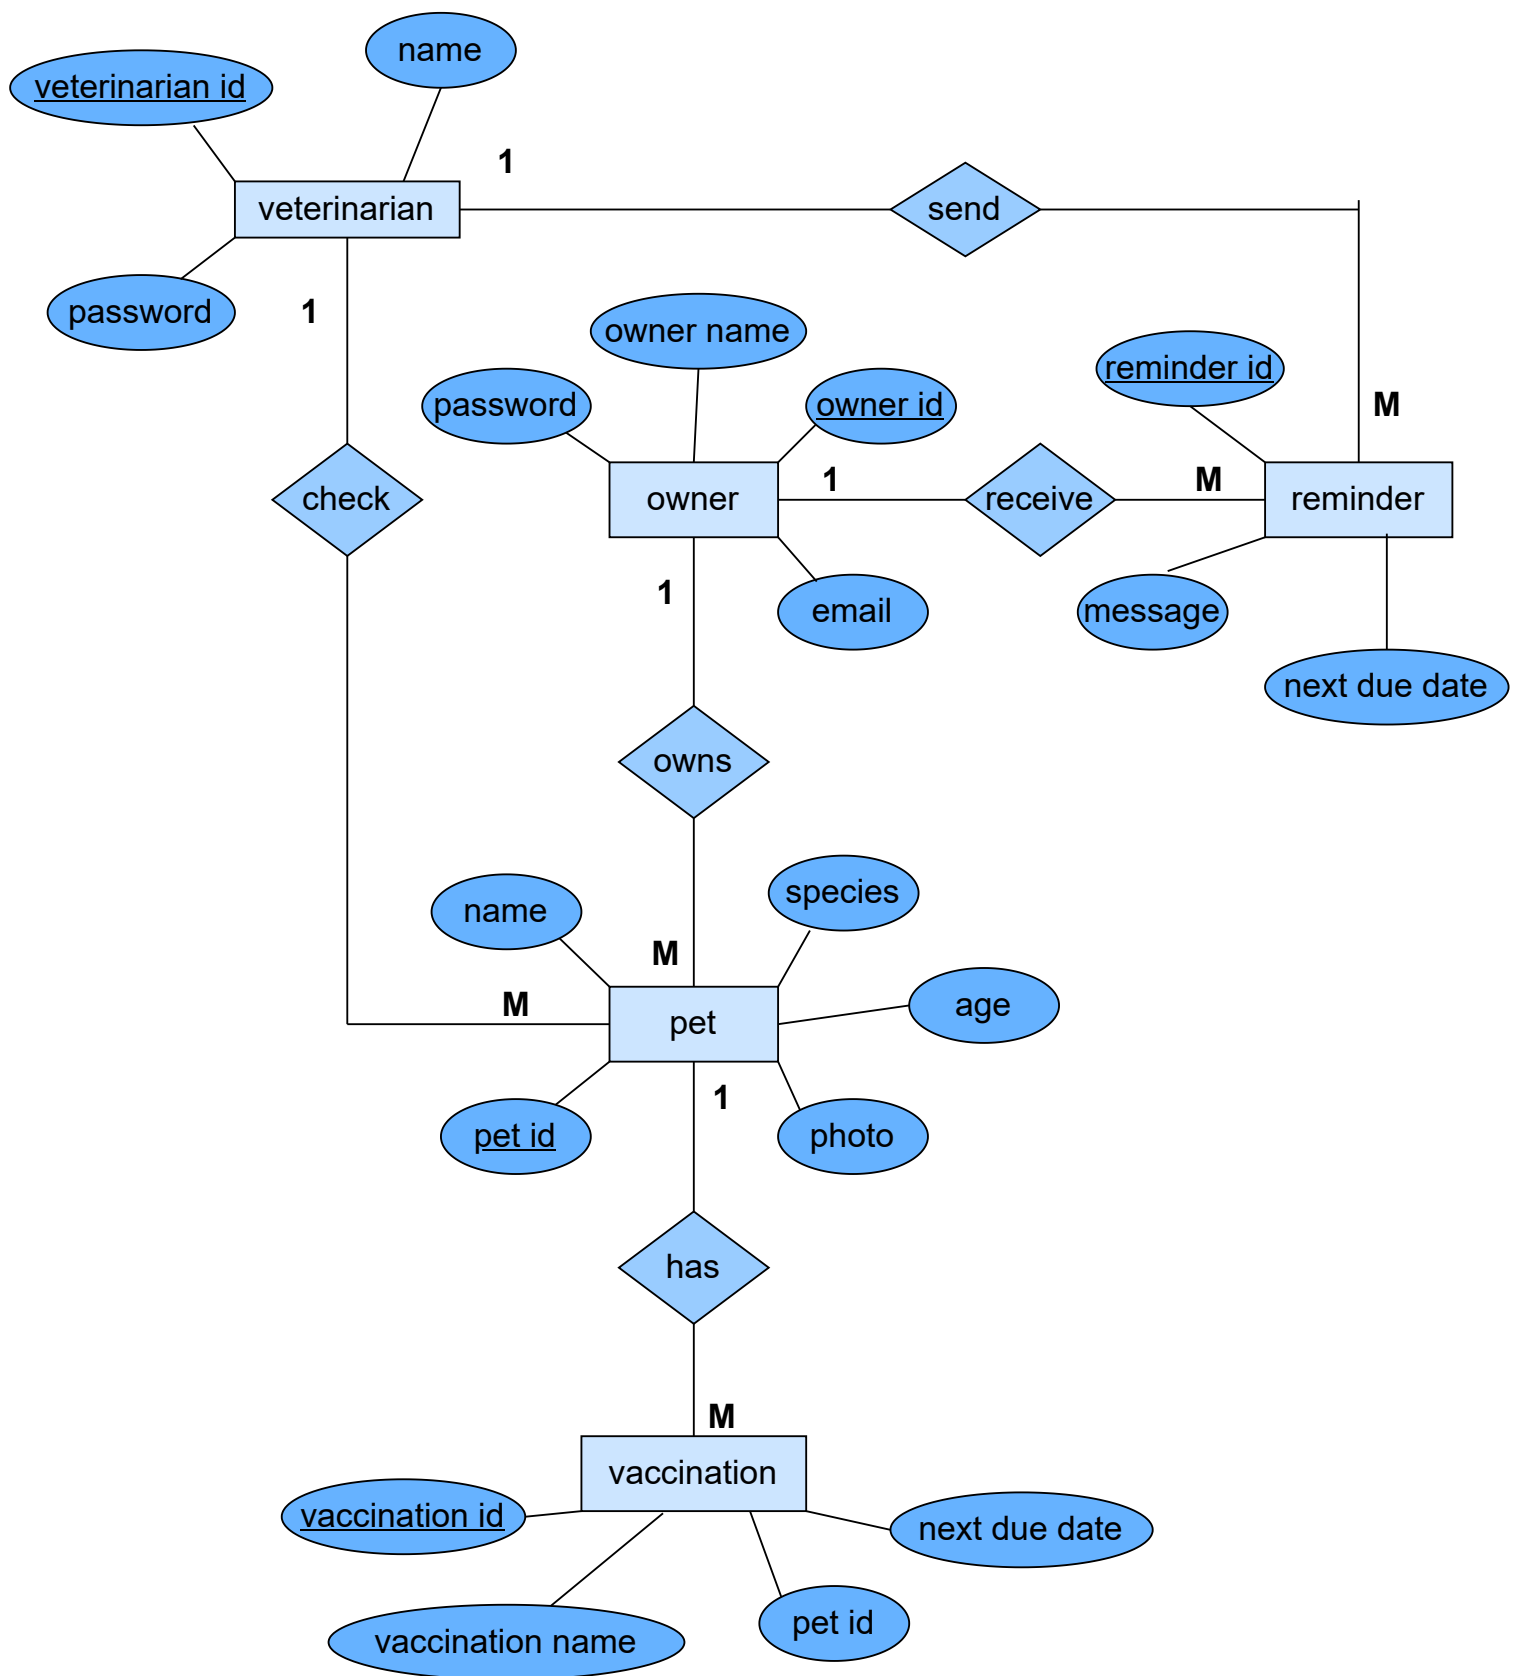 name
veterinarian id
1
veterinarian
send
password
1
owner name
reminder id
password
owner id
M
check
owner
1
receive
M
reminder
1
email
message
next due date
owns
species
name
M
age
M
pet
1
pet id
photo
has
M
vaccination
vaccination id
next due date
pet id
vaccination name